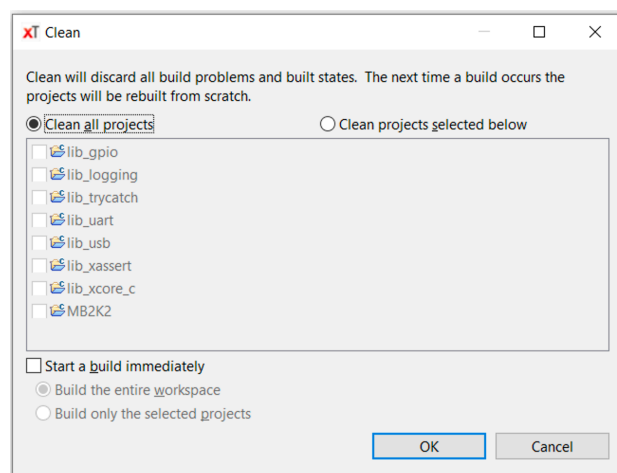 xT Clean
Clean will discard all build problems and built states. The next time a build occurs the
projects will be rebuilt from scratch.
Clean all projects
Clean projects selected below
lib_gpio
lib_logging
lib_trycatch
lib_uart
lib_usb
lib_xassert
lib_xcore_c
MB2K2
Start a build immediately
Build the entire workspace
Build only the selected projects
OK
Cancel